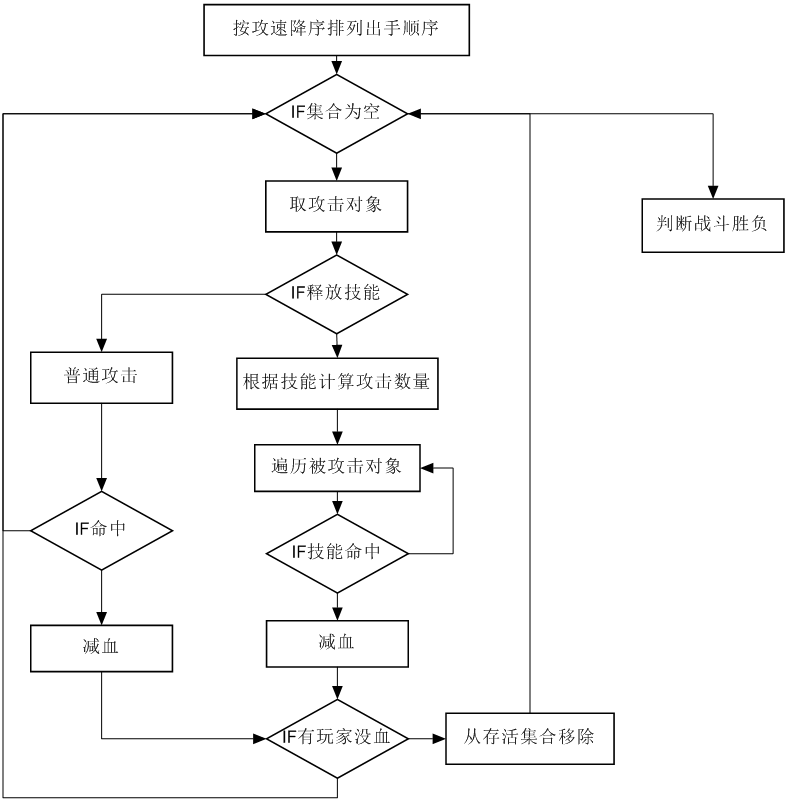 按攻速降序排列出手顺序
IF集合为空
取攻击对象
判断战斗胜负
IF释放技能
普通攻击
根据技能计算攻击数量
遍历被攻击对象
IF命中
IF技能命中
减血
减血
IF有玩家没血
从存活集合移除